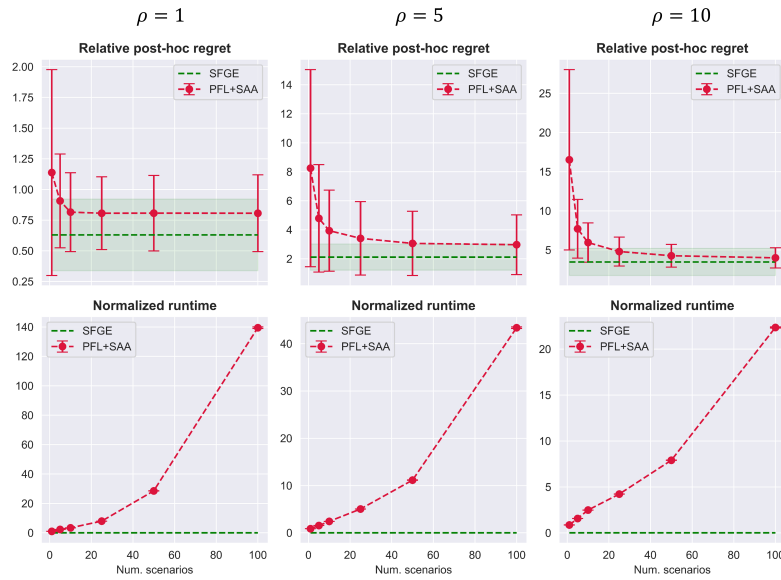 ρ = 1
ρ = 5
ρ = 10
Relative post-hoc regret
Relative post-hoc regret
Relative post-hoc regret
2.00
1.75
1.50
1.25
1.00
0.75
0.50
0.25
SFGE
PFL+SAA
14
12
10
8
6
4
2
SFGE
PFL+SAA
25
20
15
10
5
SFGE
PFL+SAA
Normalized runtime
Normalized runtime
Normalized runtime
140
120
100
80
60
40
20
0
SFGE
PFL+SAA
0 20 40 60 80 100
Num. scenarios
40
30
20
10
0
SFGE
PFL+SAA
0 20 40 60 80 100
Num. scenarios
20
15
10
5
0
SFGE
PFL+SAA
0 20 40 60 80 100
Num. scenarios